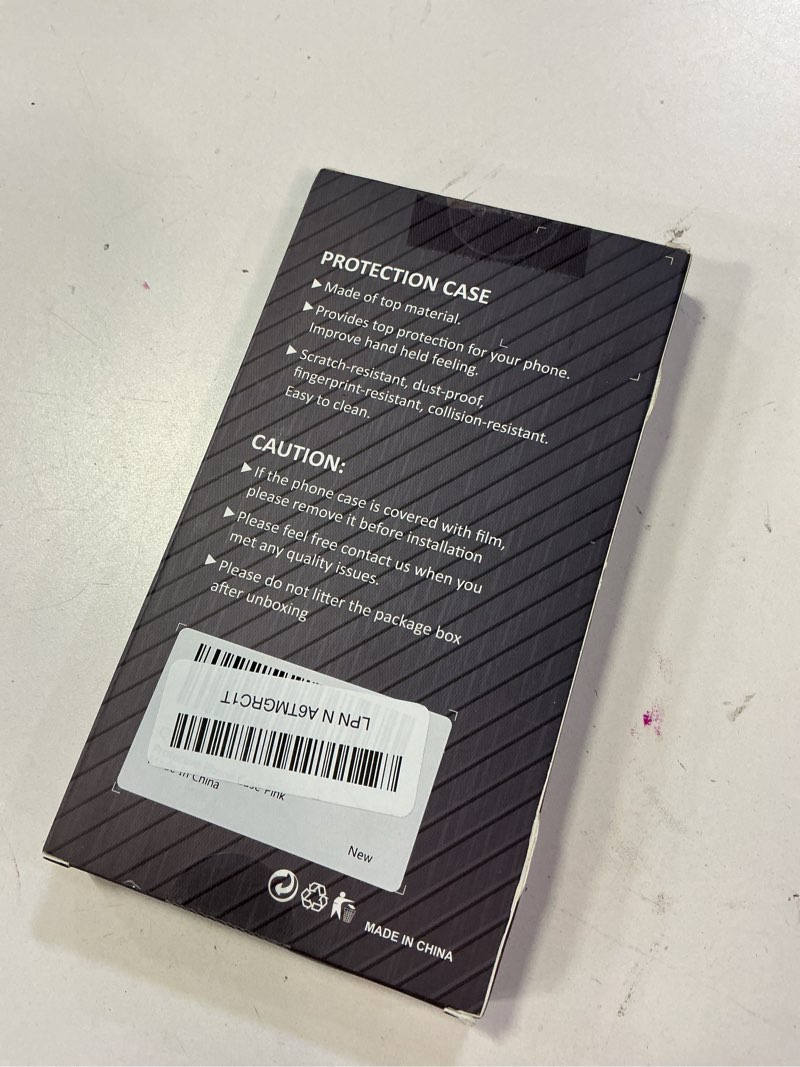 PROTECTION CASE
Made of top material.
Provides top protection for your phone.
Improve hand held feeling.
Scratch-resistant, dust-proof,
fingerprint-resistant, collision-resistant.
Easy to clean.
CAUTION:
If the phone case is covered with film,
please remove it before installation
Please feel free contact us when you
met any quality issues.
Please do not litter the package box
after unboxing
LPN N A6TMGRC1T
In China
Pink
New
MADE IN CHINA